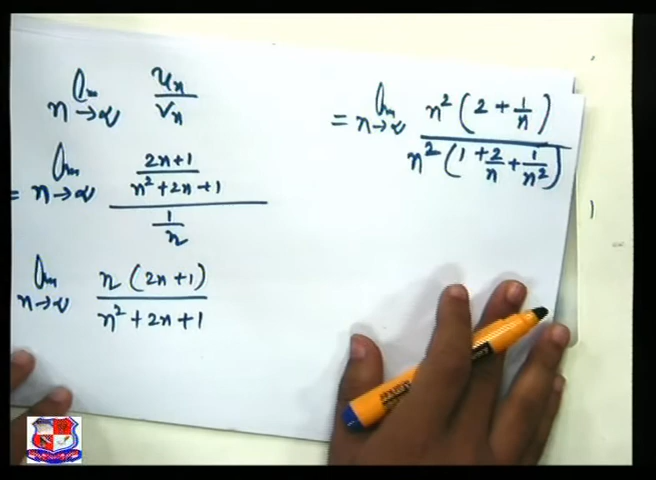 lim n→∞ u_n / v_n
= lim n→∞ ((2n+1) / (n² + 2n + 1)) / (1/n)
lim n→∞ n(2n+1) / (n² + 2n + 1)
= lim n→∞ n²(2 + 1/n) / n²(1 + 2/n + 1/n²)